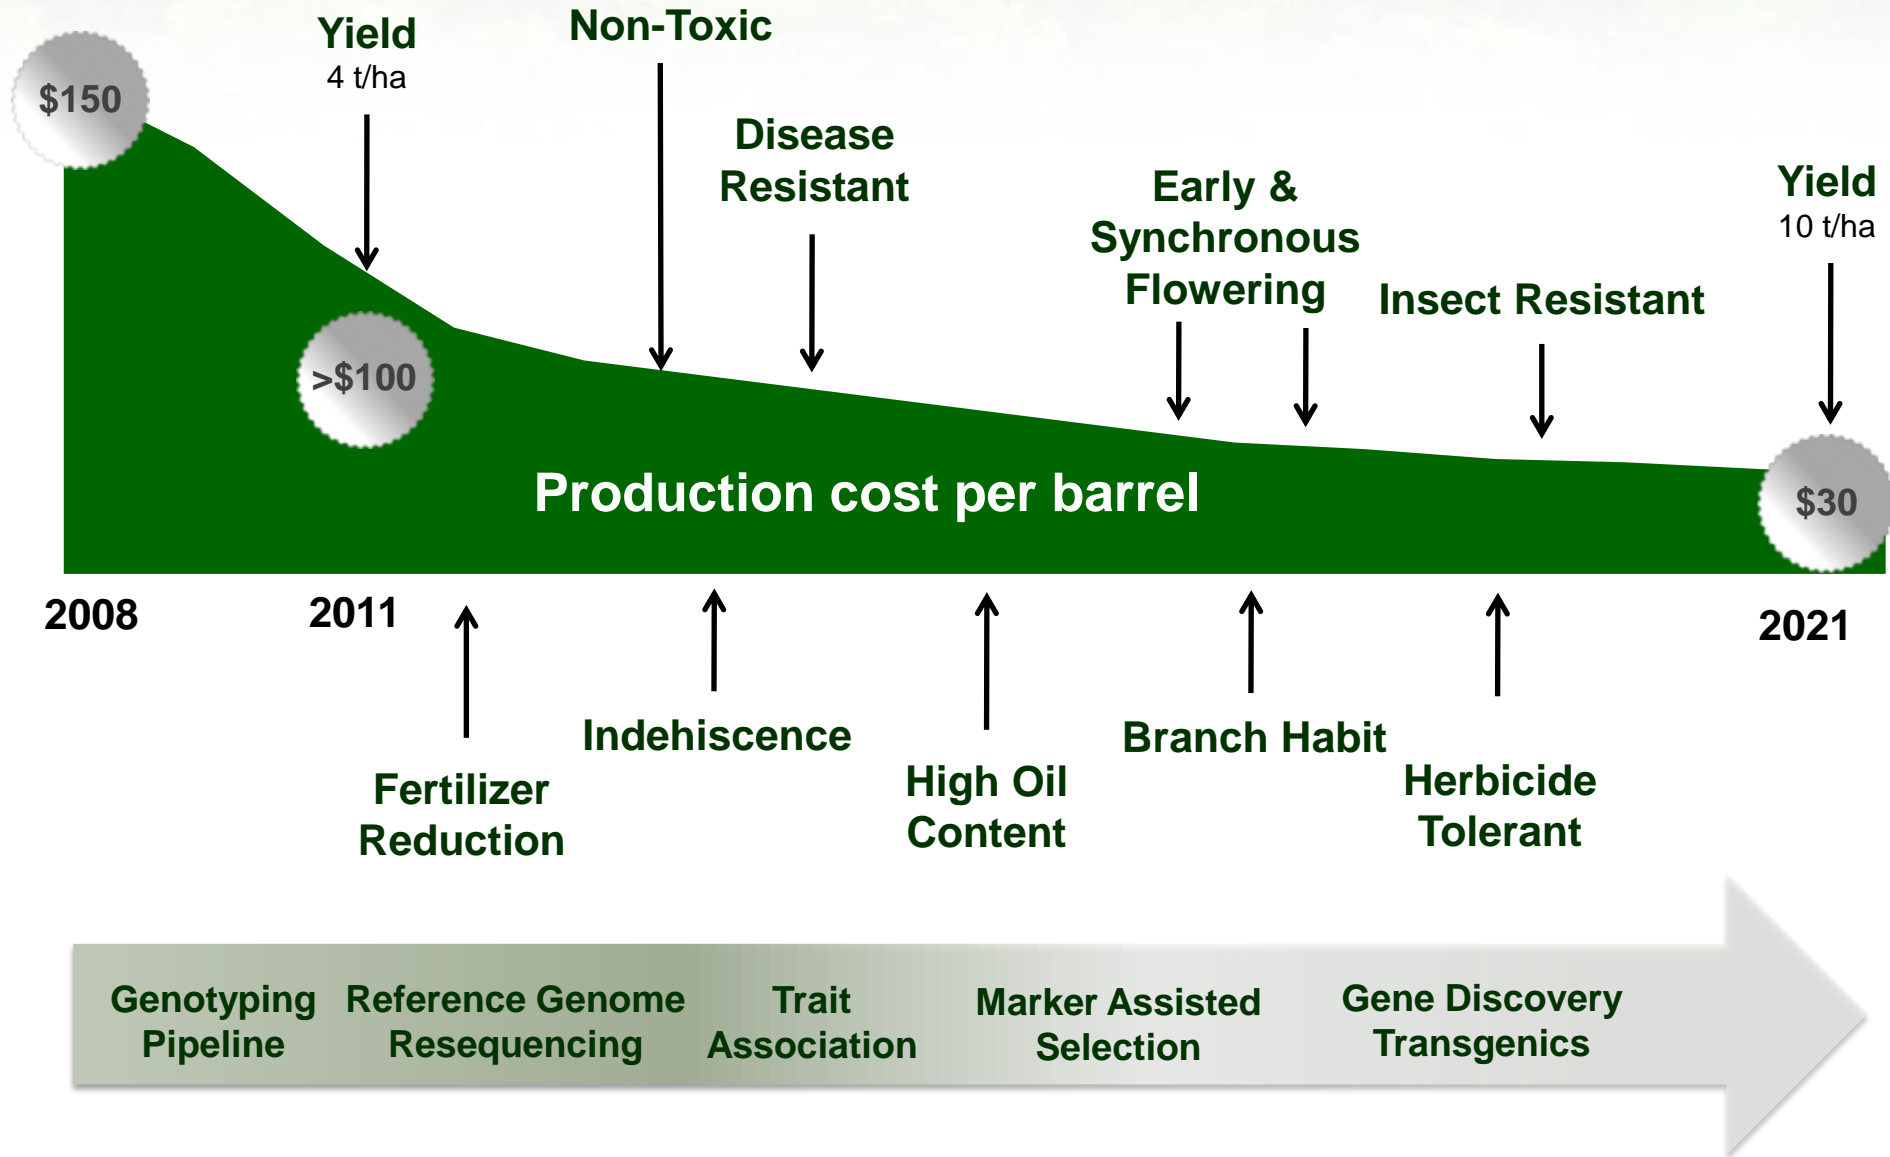 $150
Yield
4 t/ha
Non-Toxic
Disease
Resistant
Early &
Synchronous
Flowering
Insect Resistant
Yield
10 t/ha
>$100
Production cost per barrel
$30
2008
2011
2021
Fertilizer
Reduction
Indehiscence
High Oil
Content
Branch Habit
Herbicide
Tolerant
Genotyping
Pipeline
Reference Genome
Resequencing
Trait
Association
Marker Assisted
Selection
Gene Discovery
Transgenics